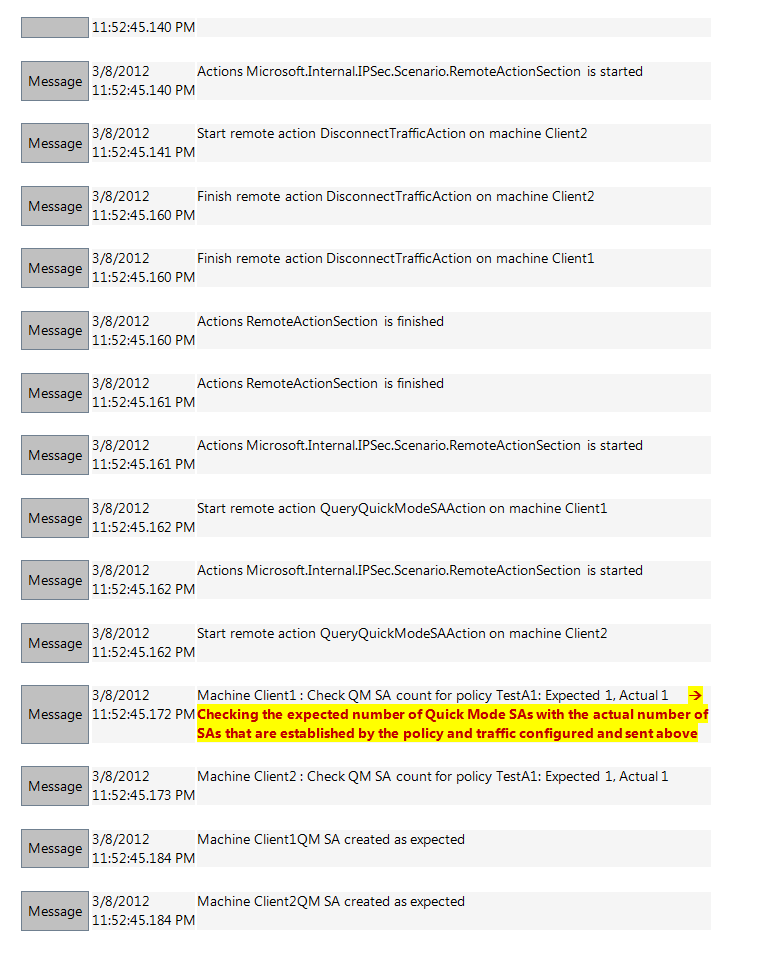 11:52:45.140 PM
Message 3/8/2012 Actions Microsoft.Internal.IPSec.Scenario.RemoteActionSection is started
11:52:45.140 PM
Message 3/8/2012 Start remote action DisconnectTrafficAction on machine Client2
11:52:45.141 PM
Message 3/8/2012 Finish remote action DisconnectTrafficAction on machine Client2
11:52:45.160 PM
Message 3/8/2012 Finish remote action DisconnectTrafficAction on machine Client1
11:52:45.160 PM
Message 3/8/2012 Actions RemoteActionSection is finished
11:52:45.160 PM
Message 3/8/2012 Actions RemoteActionSection is finished
11:52:45.161 PM
Message 3/8/2012 Actions Microsoft.Internal.IPSec.Scenario.RemoteActionSection is started
11:52:45.161 PM
Message 3/8/2012 Start remote action QueryQuickModeSAAction on machine Client1
11:52:45.162 PM
Message 3/8/2012 Actions Microsoft.Internal.IPSec.Scenario.RemoteActionSection is started
11:52:45.162 PM
Message 3/8/2012 Start remote action QueryQuickModeSAAction on machine Client2
11:52:45.162 PM
Message 3/8/2012 Machine Client1 : Check QM SA count for policy TestA1: Expected 1, Actual 1 →
11:52:45.172 PM Checking the expected number of Quick Mode SAs with the actual number of
SAs that are established by the policy and traffic configured and sent above
Message 3/8/2012 Machine Client2 : Check QM SA count for policy TestA1: Expected 1, Actual 1
11:52:45.173 PM
Message 3/8/2012 Machine Client1QM SA created as expected
11:52:45.184 PM
Message 3/8/2012 Machine Client2QM SA created as expected
11:52:45.184 PM